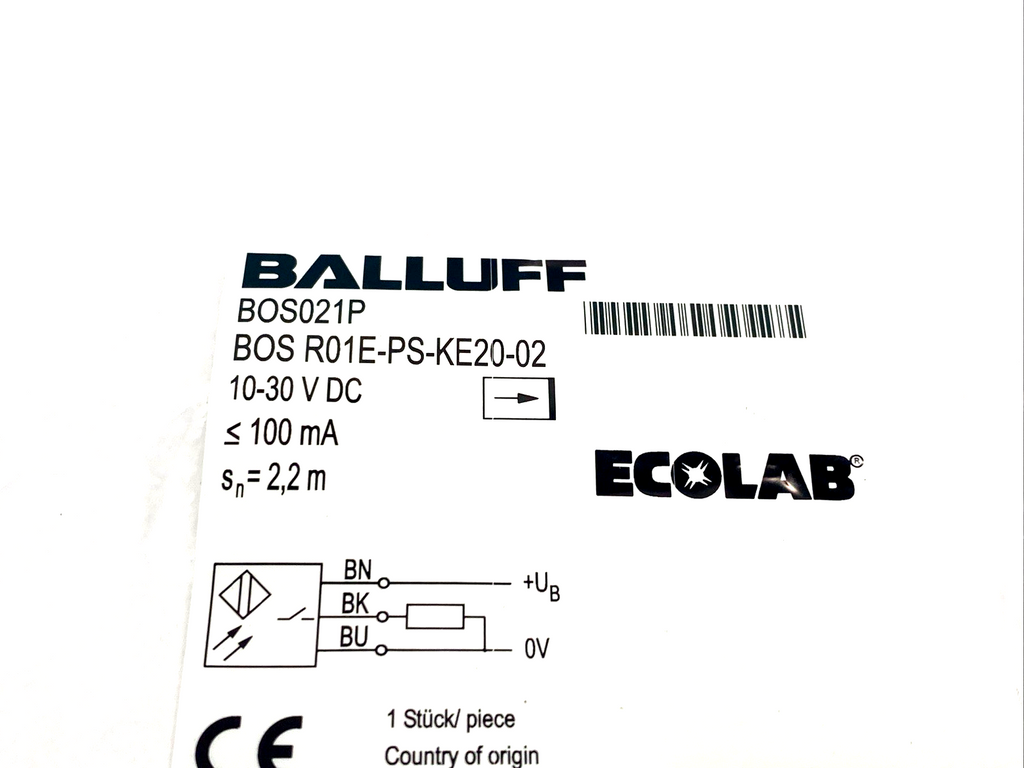 BALLUFF
BOS021P
BOS R01E-PS-KE20-02
10-30 V DC
≤ 100 mA
sn= 2,2 m
ECOLAB®
BN
+UB
BK
BU
0V
CE
1 Stück/ piece
Country of origin